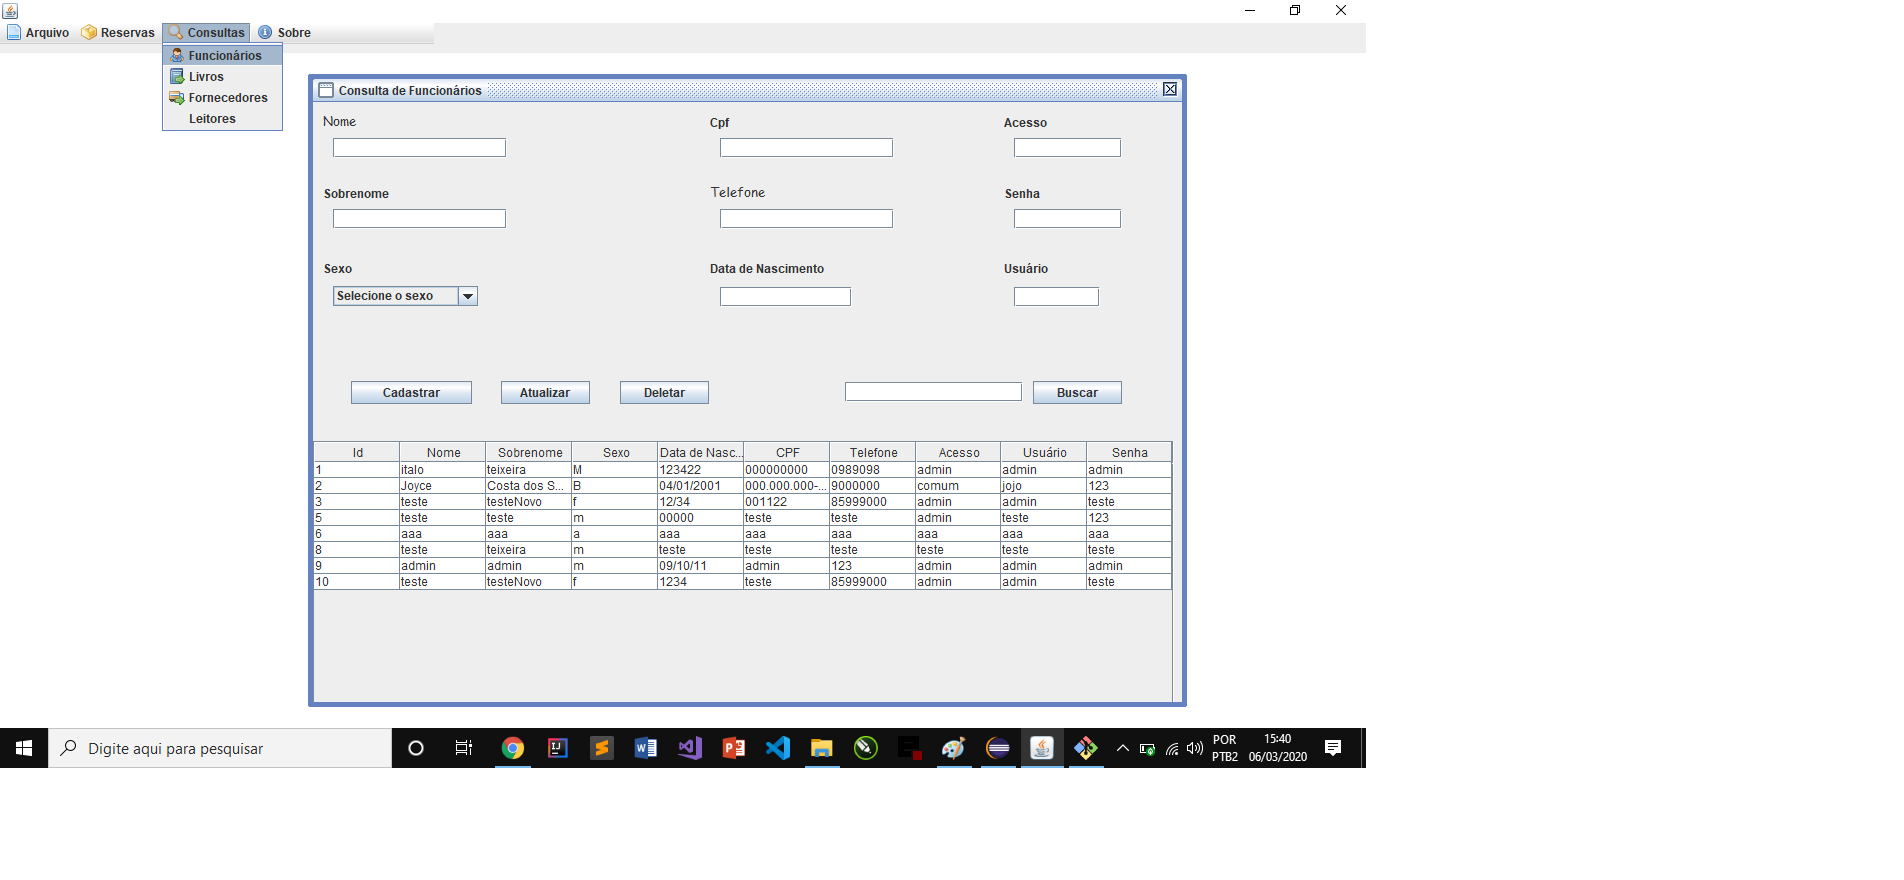 Arquivo Reservas Consultas Sobre
Funcionários
Livros
Fornecedores
Leitores
Consulta de Funcionários
Nome Cpf Acesso
Sobrenome Telefone Senha
Sexo Data de Nascimento Usuário
Selecione o sexo
Cadastrar Atualizar Deletar Buscar
Id Nome Sobrenome Sexo Data de Nasc... CPF Telefone Acesso Usuário Senha
1 italo teixeira M 123422 000000000 0989098 admin admin admin
2 Joyce Costa dos S... B 04/01/2001 000.000.000-... 9000000 comum jojo 123
3 teste testeNovo f 12/34 001122 85999000 admin admin teste
5 teste teste m 00000 teste teste admin teste 123
6 aaa aaa a aaa aaa aaa aaa aaa aaa
8 teste teixeira m teste teste teste teste teste teste
9 admin admin m 09/10/11 admin 123 admin admin admin
10 teste testeNovo f 1234 teste 85999000 admin admin teste
Digite aqui para pesquisar
POR 15:40
PTB2 06/03/2020